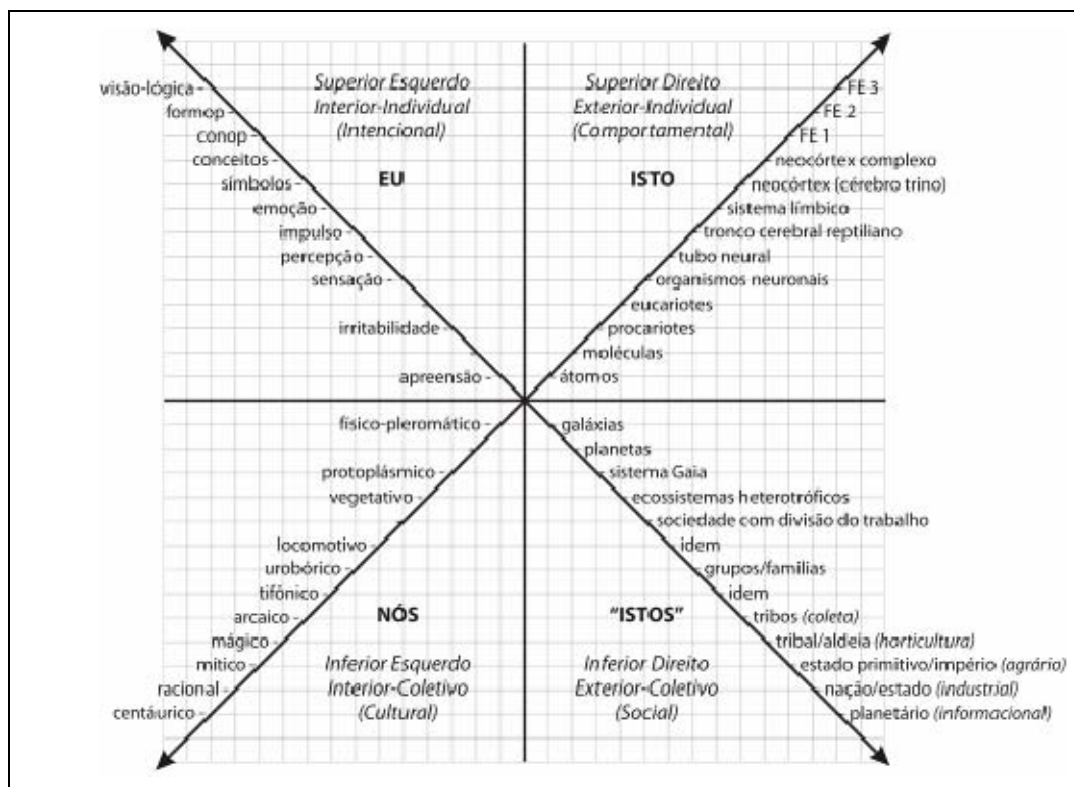 Superior Esquerdo
Interior-Individual
(Intencional)
EU
visão-lógica
formop
conop
conceitos
símbolos
emoção
impulso
percepção
sensação
irritabilidade
apreensão
Superior Direito
Exterior-Individual
(Comportamental)
ISTO
FE 3
FE 2
FE 1
neocórtex complexo
neocórtex (cérebro trino)
sistema límbico
tronco cerebral reptiliano
tubo neural
organismos neuronais
eucariotes
procariotes
moléculas
átomos
físico-pleromático
protoplásmico
vegetativo
locomotivo
urobórico
tifônico
arcaico
mágico
mítico
racional
centáurico
NÓS
Inferior Esquerdo
Interior-Coletivo
(Cultural)
galáxias
planetas
sistema Gaia
ecossistemas heterotróficos
sociedade com divisão do trabalho
idem
grupos/famílias
idem
tribos (coleta)
tribal/aldeia (horticultura)
estado primitivo/império (agrário)
nação/estado (industrial)
planetário (informacional)
"ISTOS"
Inferior Direito
Exterior-Coletivo
(Social)